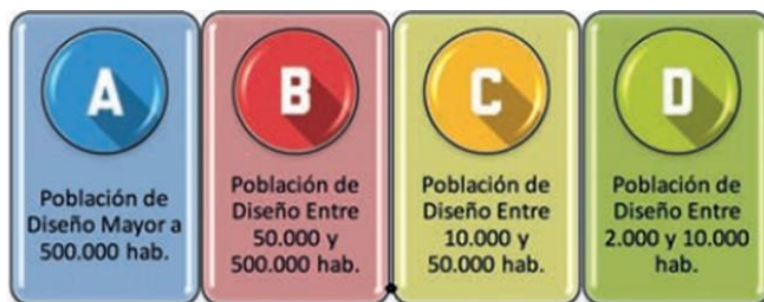 A
Población de
Diseño Mayor a
500.000 hab.
B
Población de
Diseño Entre
50.000 y
500.000 hab.
C
Población de
Diseño Entre
10.000 y
50.000 hab.
D
Población de
Diseño Entre
2.000 y 10.000
hab.